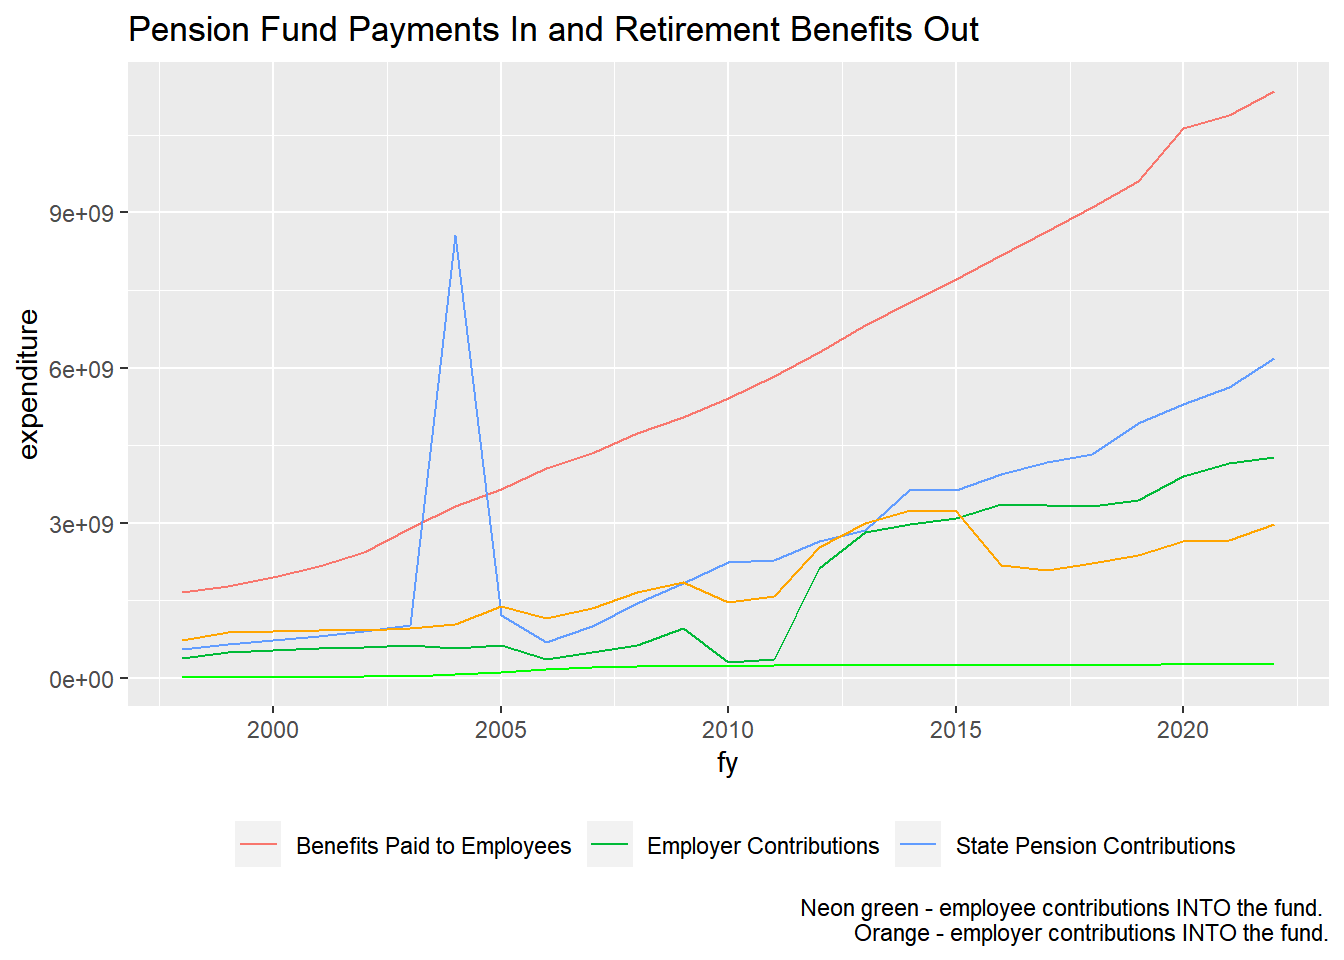 Pension Fund Payments In and Retirement Benefits Out
9e+09
6e+09
3e+09
0e+00
expenditure
2000 2005 2010 2015 2020
fy
Benefits Paid to Employees Employer Contributions State Pension Contributions
Neon green - employee contributions INTO the fund.
Orange - employer contributions INTO the fund.